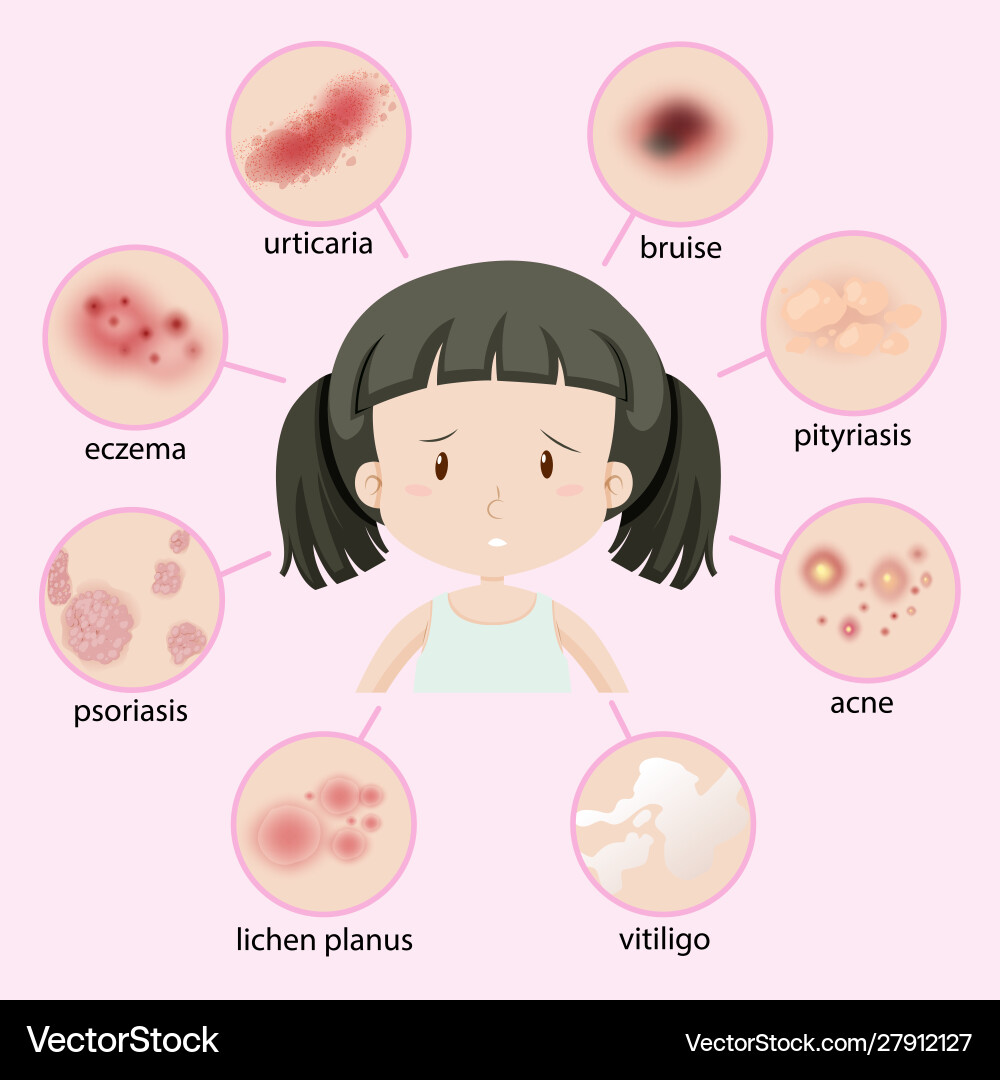 urticaria
bruise
eczema
pityriasis
psoriasis
acne
lichen planus
vitiligo
VectorStock
VectorStock.com/27912127